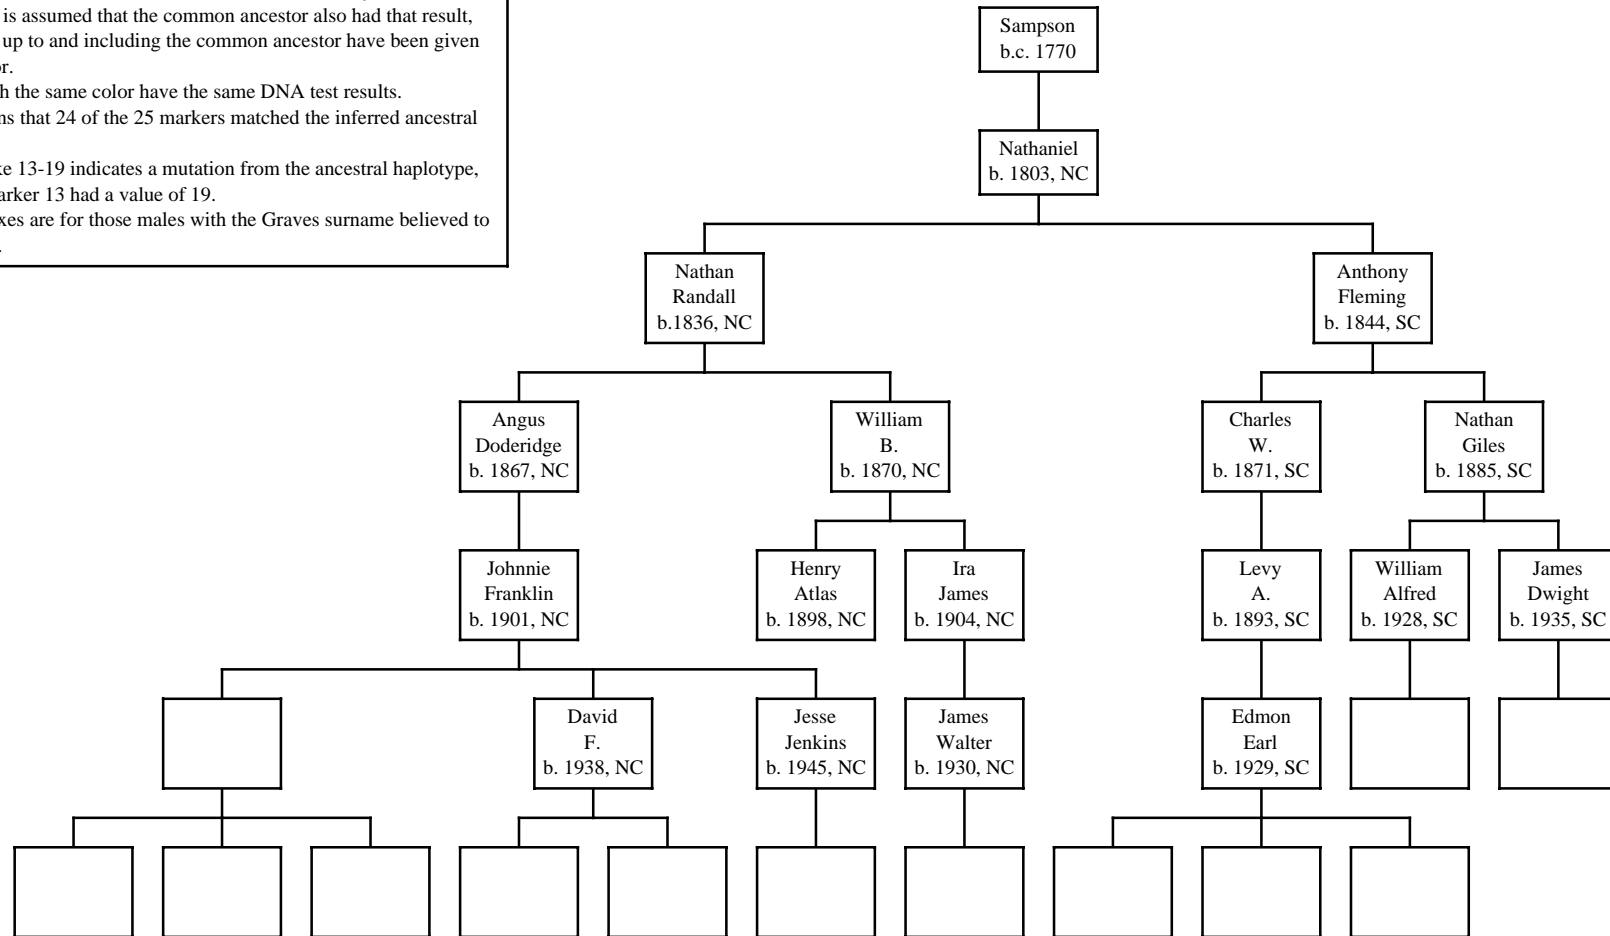 is assumed that the common ancestor also had that result,
up to and including the common ancestor have been given
or.
h the same color have the same DNA test results.
ns that 24 of the 25 markers matched the inferred ancestral
ke 13-19 indicates a mutation from the ancestral haplotype,
arker 13 had a value of 19.
xes are for those males with the Graves surname believed to
.
Sampson
b.c. 1770
Nathaniel
b. 1803, NC
Nathan
Randall
b.1836, NC
Anthony
Fleming
b. 1844, SC
Angus
Doderidge
b. 1867, NC
William
B.
b. 1870, NC
Charles
W.
b. 1871, SC
Nathan
Giles
b. 1885, SC
Johnnie
Franklin
b. 1901, NC
Henry
Atlas
b. 1898, NC
Ira
James
b. 1904, NC
Levy
A.
b. 1893, SC
William
Alfred
b. 1928, SC
James
Dwight
b. 1935, SC
David
F.
b. 1938, NC
Jesse
Jenkins
b. 1945, NC
James
Walter
b. 1930, NC
Edmon
Earl
b. 1929, SC